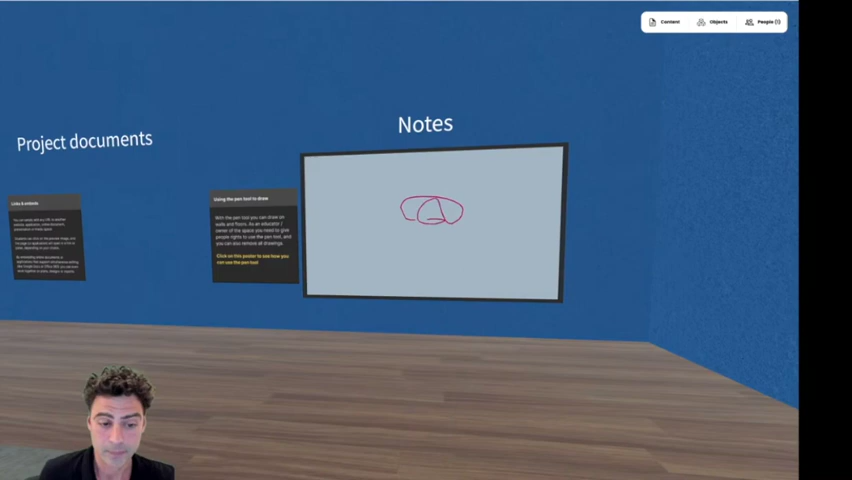 Content Objects People (1)
Project documents
Notes
Links & embeds
Using the pen tool to draw
With the pen tool you can draw on
walls and floors. As an educator /
owner of the space you need to give
people rights to use the pen tool, and
you can also remove all drawings.
Click on this poster to see how you
can use the pen tool